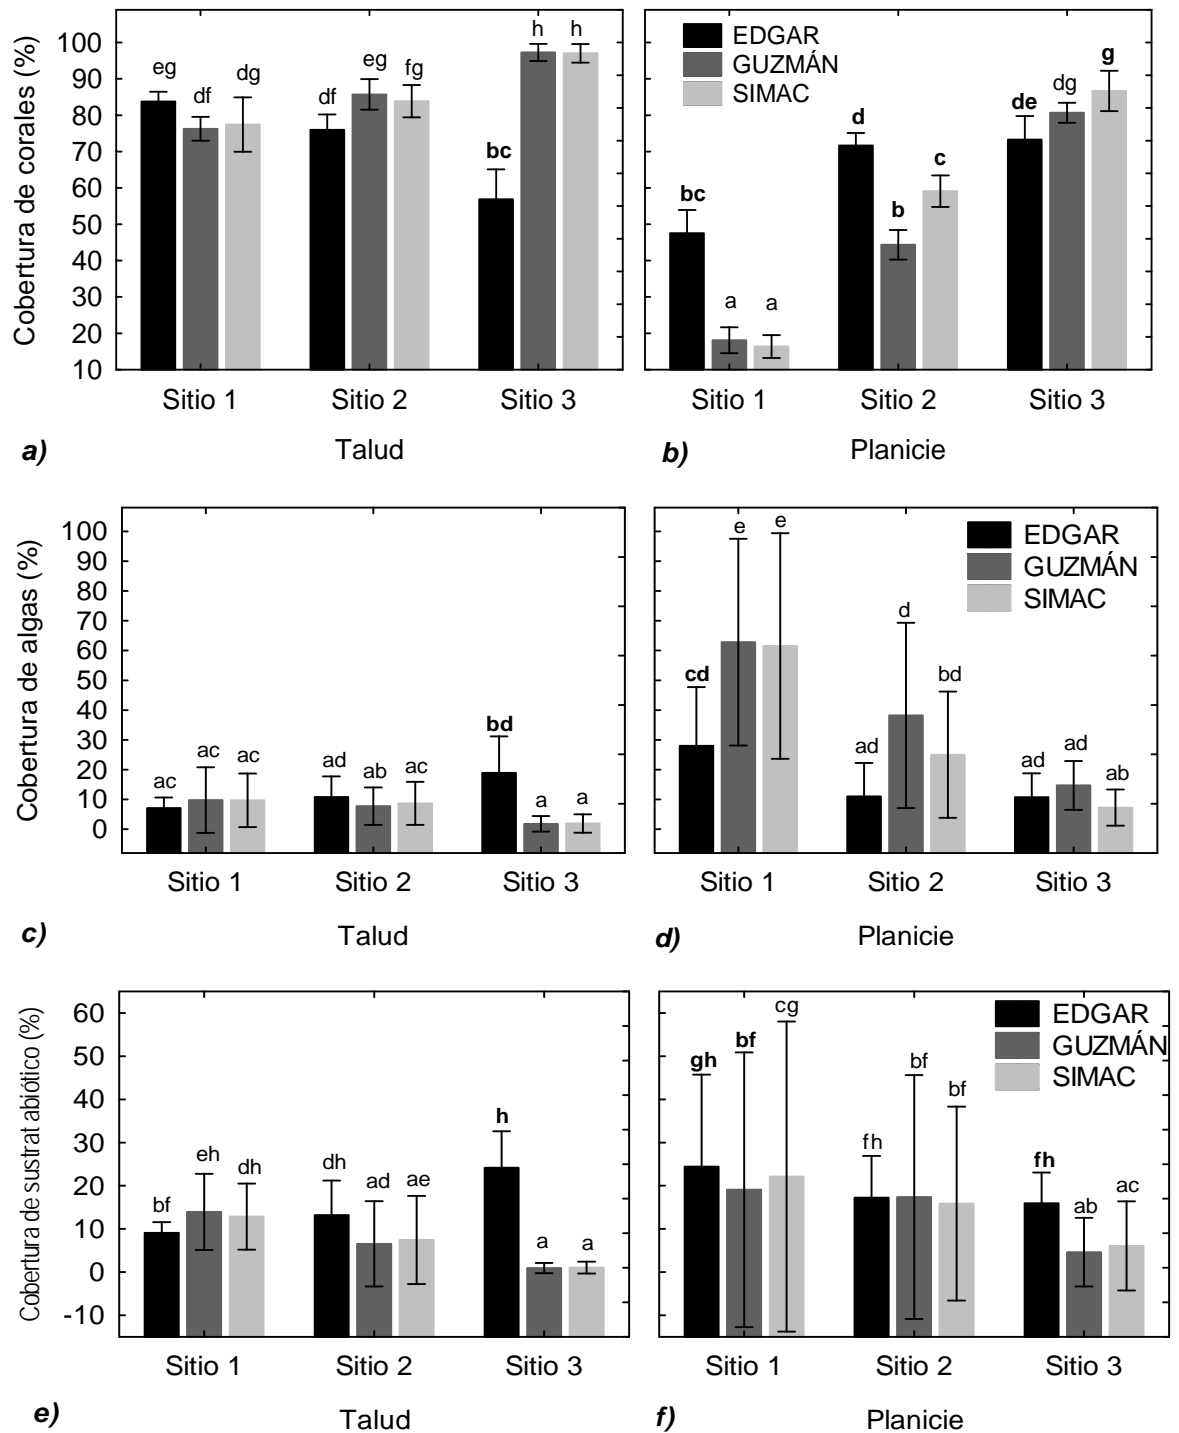 Cobertura de corales (%)
100
90
80
70
60
50
40
30
20
10
eg
df
dg
df
eg
fg
bc
h
h
Sitio 1
Sitio 2
Sitio 3
a)
Talud
EDGAR
GUZMÁN
SIMAC
bc
a
a
d
b
c
de
dg
g
Sitio 1
Sitio 2
Sitio 3
b)
Planicie
Cobertura de algas (%)
100
90
80
70
60
50
40
30
20
10
0
ac
ac
ac
ad
ab
ac
bd
a
a
Sitio 1
Sitio 2
Sitio 3
c)
Talud
EDGAR
GUZMÁN
SIMAC
cd
e
e
ad
d
bd
ad
ad
ab
Sitio 1
Sitio 2
Sitio 3
d)
Planicie
Cobertura de sustrat abiótico (%)
60
50
40
30
20
10
0
-10
bf
eh
dh
dh
ad
ae
h
a
a
Sitio 1
Sitio 2
Sitio 3
e)
Talud
EDGAR
GUZMÁN
SIMAC
gh
bf
cg
fh
bf
bf
fh
ab
ac
Sitio 1
Sitio 2
Sitio 3
f)
Planicie